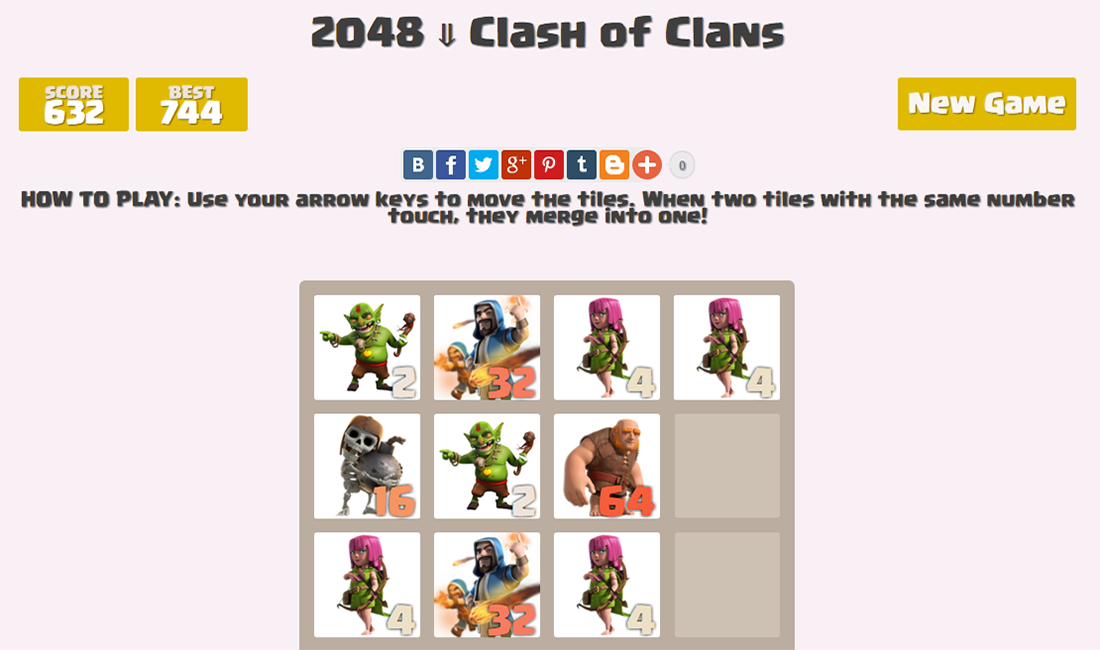 2048 ⇓ Clash of Clans
SCORE
632
BEST
744
New Game
B f g+ t 0
HOW TO PLAY: Use your arrow keys to move the tiles. When two tiles with the same number
touch, they merge into one!
2 32 4 4
16 2 64
4 32 4